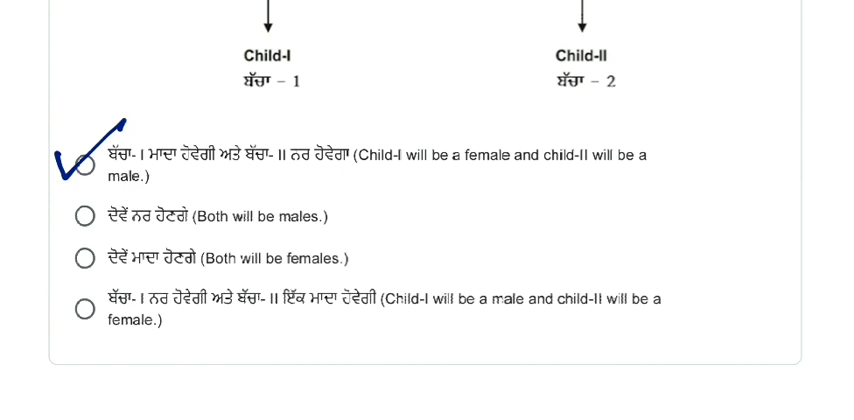 Child-I
Child-II
ਬੱਚਾ – 1
ਬੱਚਾ – 2
ਬੱਚਾ- I ਮਾਦਾ ਹੋਵੇਗੀ ਅਤੇ ਬੱਚਾ- II ਨਰ ਹੋਵੇਗਾ (Child-I will be a female and child-II will be a
male.)
ਦੋਵੇਂ ਨਰ ਹੋਣਗੇ (Both will be males.)
ਦੋਵੇਂ ਮਾਦਾ ਹੋਣਗੇ (Both will be females.)
ਬੱਚਾ- I ਨਰ ਹੋਵੇਗੀ ਅਤੇ ਬੱਚਾ- II ਇੱਕ ਮਾਦਾ ਹੋਵੇਗੀ (Child-I will be a male and child-II will be a
female.)